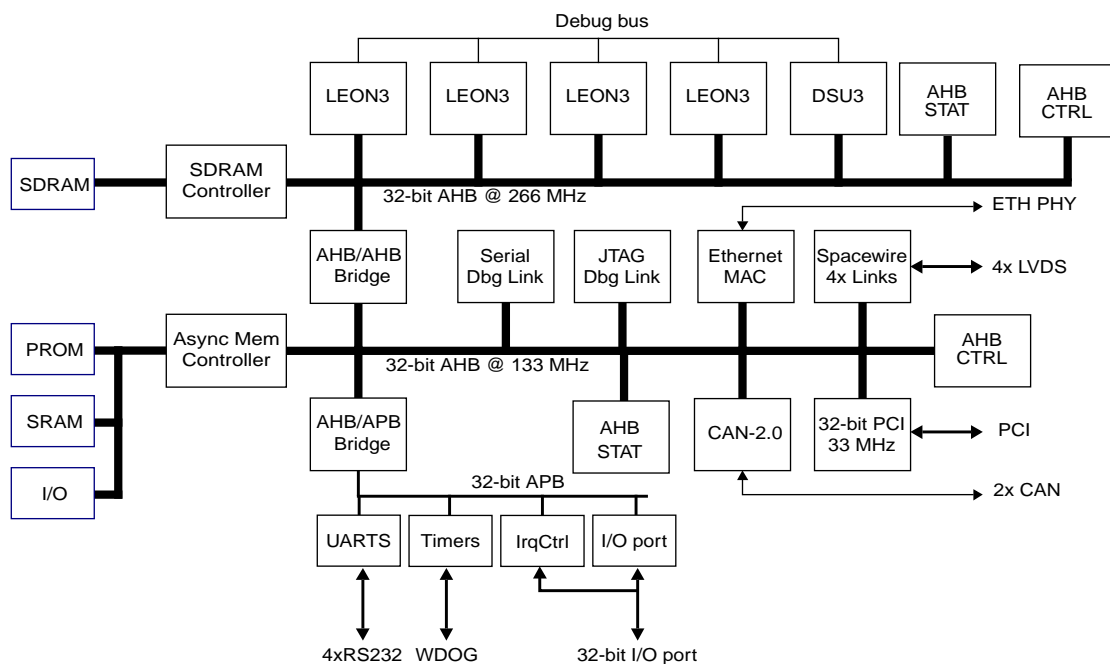 Debug bus
LEON3
LEON3
LEON3
LEON3
DSU3
AHB
STAT
AHB
CTRL
SDRAM
SDRAM
Controller
32-bit AHB @ 266 MHz
ETH PHY
AHB/AHB
Bridge
Serial
Dbg Link
JTAG
Dbg Link
Ethernet
MAC
Spacewire
4x Links
4x LVDS
PROM
Async Mem
Controller
32-bit AHB @ 133 MHz
AHB
CTRL
SRAM
AHB/APB
Bridge
AHB
STAT
CAN-2.0
32-bit PCI
33 MHz
PCI
I/O
32-bit APB
2x CAN
UARTS
Timers
IrqCtrl
I/O port
4xRS232
WDOG
32-bit I/O port